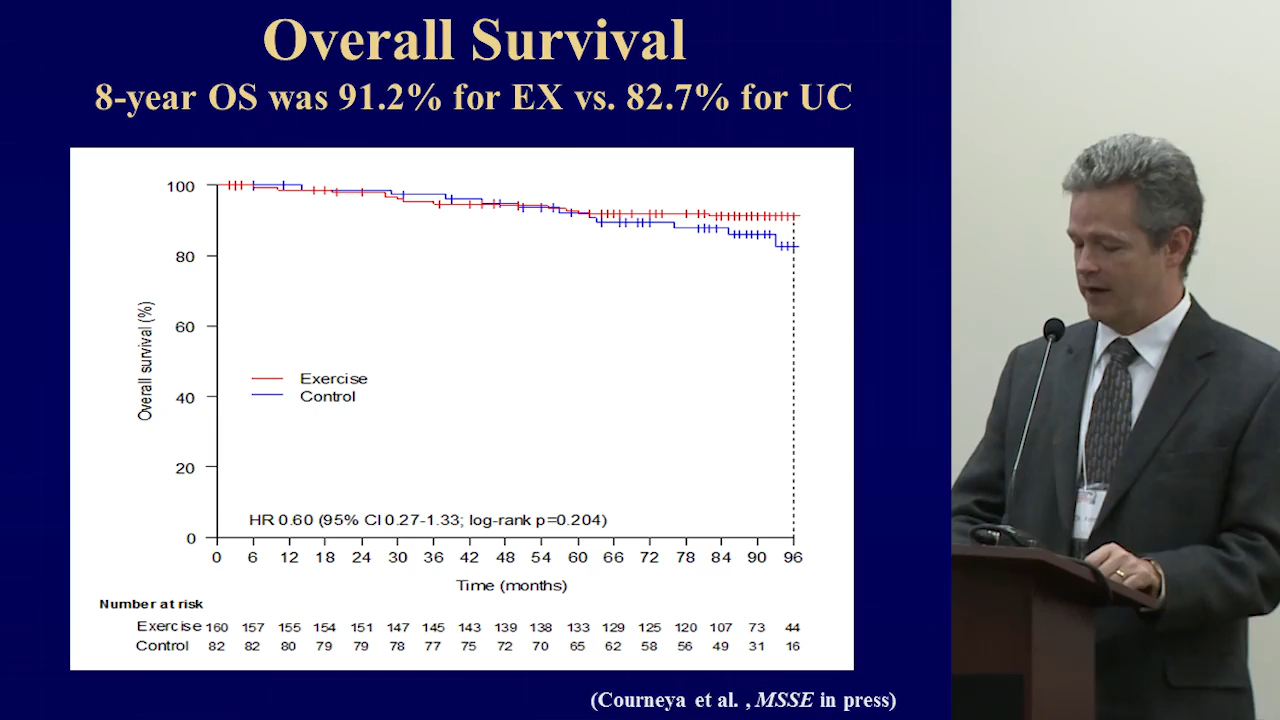 Overall Survival
8-year OS was 91.2% for EX vs. 82.7% for UC
100
80
60
40
20
0
Overall survival (%)
Exercise
Control
HR 0.60 (95% CI 0.27-1.33; log-rank p=0.204)
0 6 12 18 24 30 36 42 48 54 60 66 72 78 84 90 96
Time (months)
Number at risk
Exercise 160 157 155 154 151 147 145 143 139 138 133 129 125 120 107 73 44
Control 82 82 80 79 79 78 77 75 72 70 65 62 58 56 49 31 16
(Courneya et al. , MSSE in press)